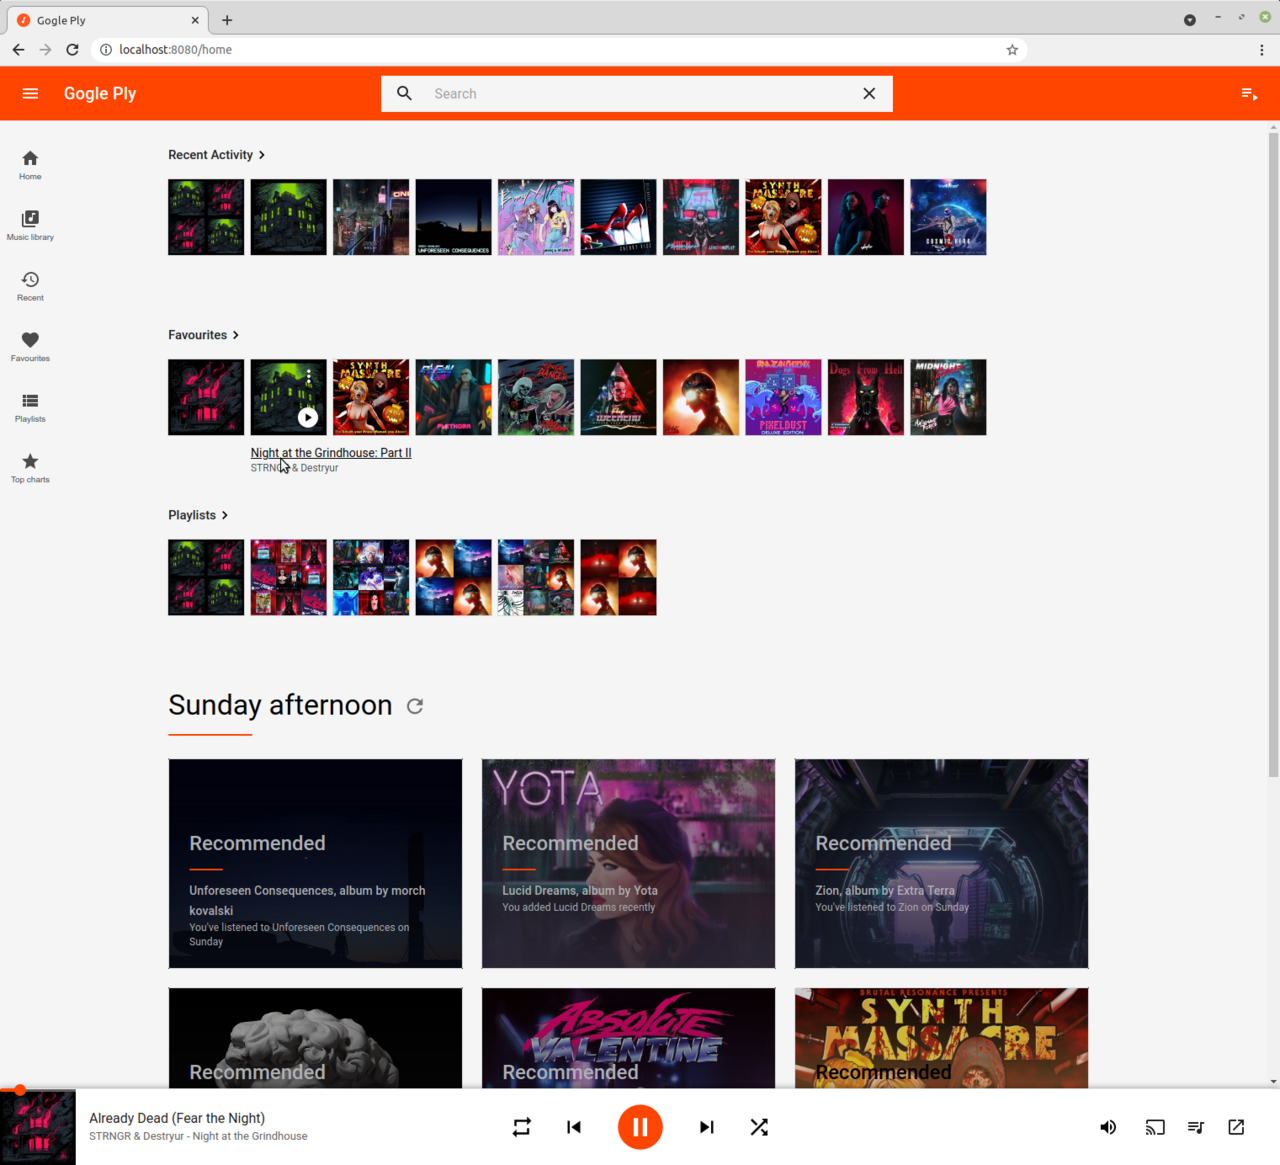 Gogle Ply
localhost:8080/home
Gogle Ply
Search
Home
Music library
Recent
Favourites
Playlists
Top charts
Recent Activity
UNFORESEEN CONSEQUENCES
SYNTH MASSACRE
COSMIC HERO
Favourites
SYNTH MASSACRE
PLETHORA
PIXELDUST
DELUXE EDITION
Dogs From Hell
MIDNIGHT
Night at the Grindhouse: Part II
STRNGR & Destryur
Playlists
Sunday afternoon
Recommended
Unforeseen Consequences, album by morch
kovalski
You've listened to Unforeseen Consequences on
Sunday
YOTA
Recommended
Lucid Dreams, album by Yota
You added Lucid Dreams recently
Recommended
Zion, album by Extra Terra
You've listened to Zion on Sunday
Recommended
ABSOLUTE
VALENTINE
Recommended
BRUTAL RESONANCE PRESENTS
SYNTH
MASSACRE
Recommended
Already Dead (Fear the Night)
STRNGR & Destryur - Night at the Grindhouse